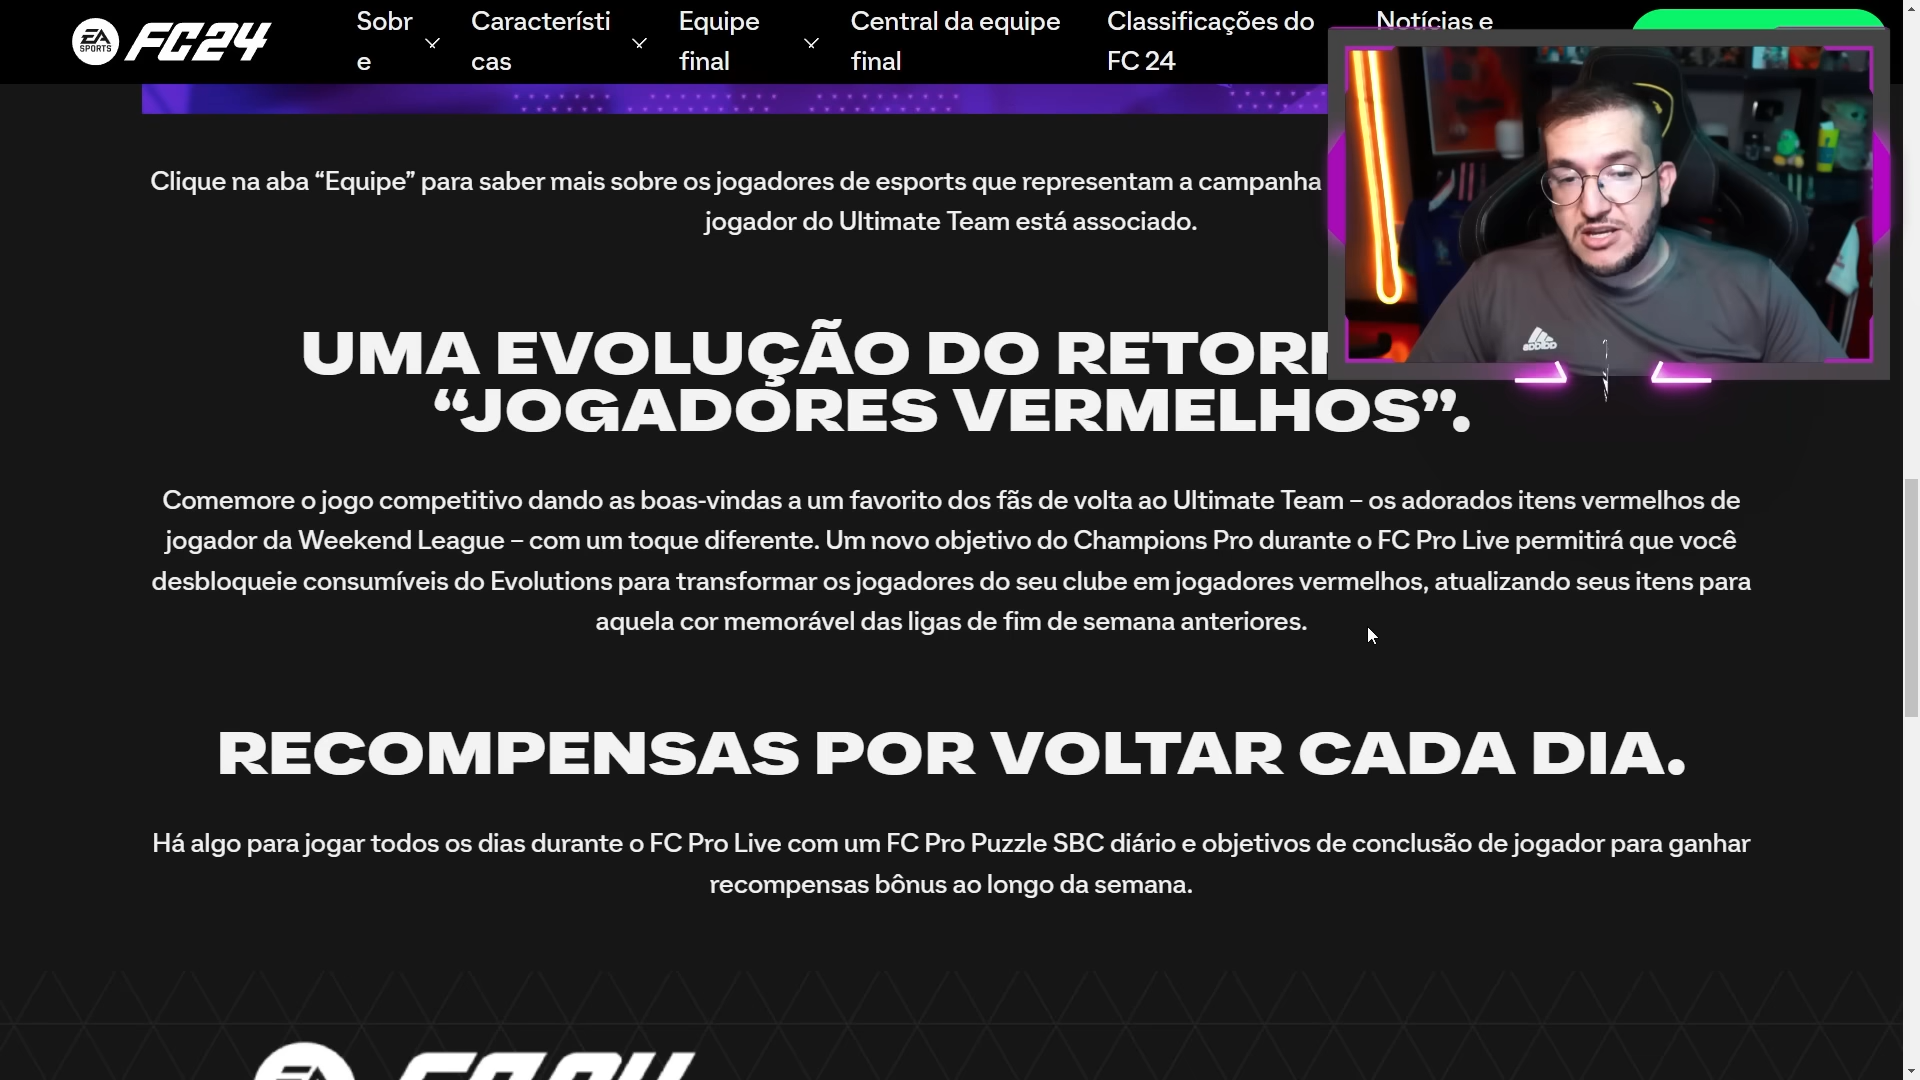 EA SPORTS FC24
Sobr
e
Característi
cas
Equipe
final
Central da equipe
final
Classificações do
FC 24
Notícias e
Clique na aba “Equipe” para saber mais sobre os jogadores de esports que representam a campanha
jogador do Ultimate Team está associado.
UMA EVOLUÇÃO DO RETOR
“JOGADORES VERMELHOS”.
Comemore o jogo competitivo dando as boas-vindas a um favorito dos fãs de volta ao Ultimate Team – os adorados itens vermelhos de
jogador da Weekend League – com um toque diferente. Um novo objetivo do Champions Pro durante o FC Pro Live permitirá que você
desbloqueie consumíveis do Evolutions para transformar os jogadores do seu clube em jogadores vermelhos, atualizando seus itens para
aquela cor memorável das ligas de fim de semana anteriores.
RECOMPENSAS POR VOLTAR CADA DIA.
Há algo para jogar todos os dias durante o FC Pro Live com um FC Pro Puzzle SBC diário e objetivos de conclusão de jogador para ganhar
recompensas bônus ao longo da semana.